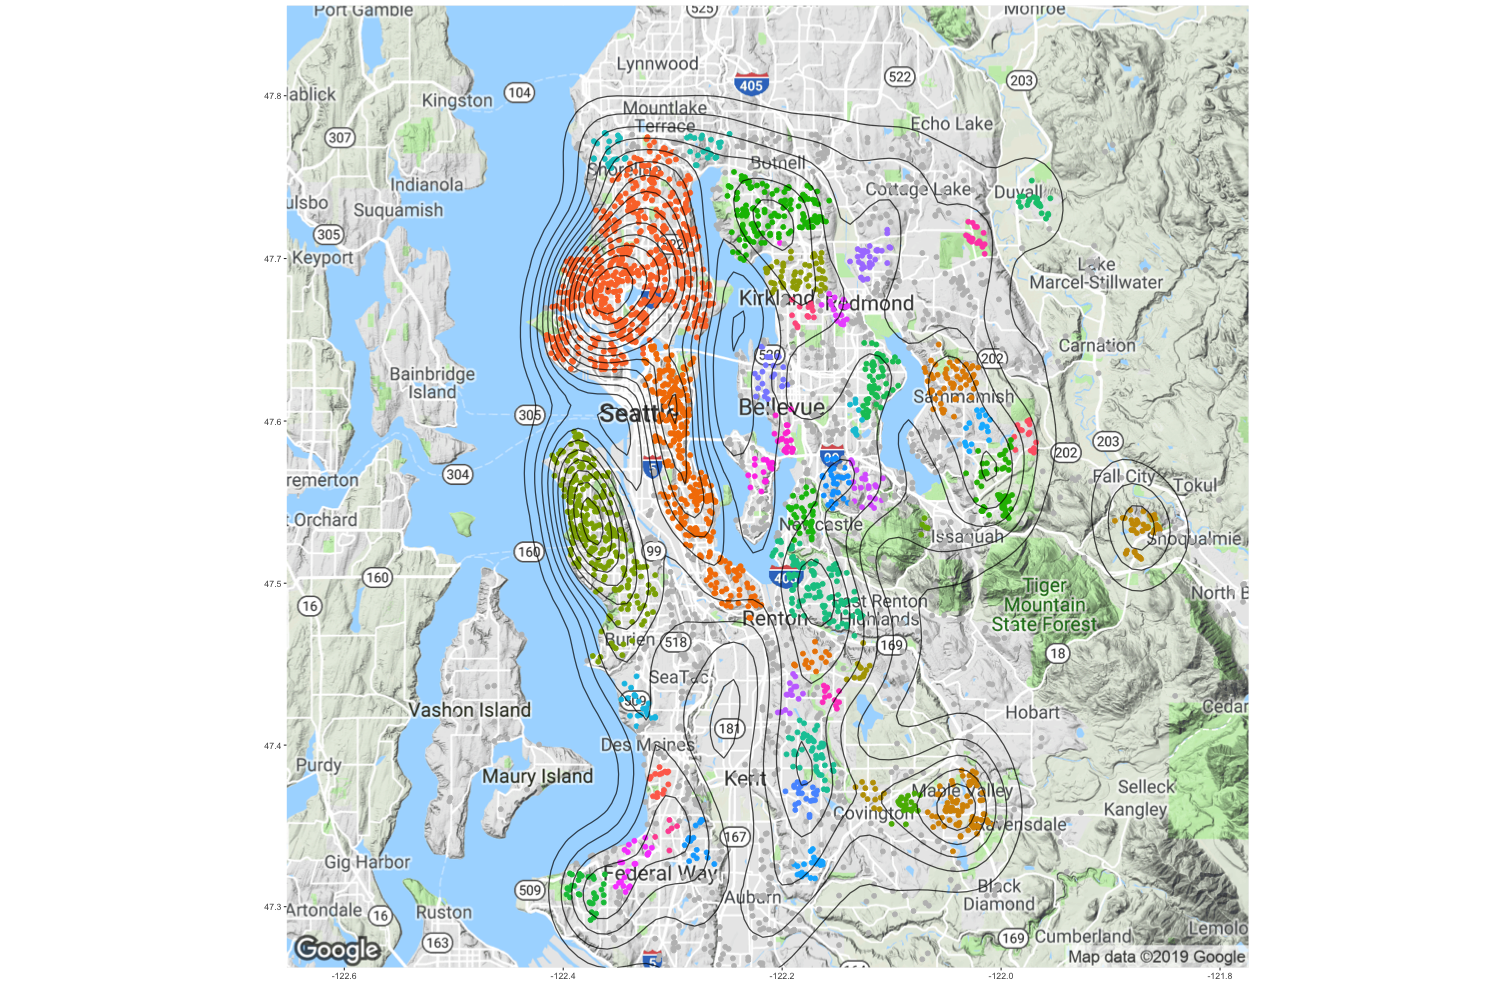 Port Gamble
525
Monroe
Lynnwood
405
522
203
47.8
ablick
Kingston
104
Mountlake
Terrace
Echo Lake
307
Bothell
Indianola
Cottage Lake
Duvall
ulsbo
Suquamish
305
Keyport
47.7
Lake
Marcel-Stillwater
Kirkland
Redmond
Carnation
520
202
Bainbridge
Island
Sammamish
305
Seattle
Bellevue
47.6
203
202
304
5
Fall City
Tokul
remerton
Orchard
Newcastle
Issaquah
Snoqualmie
160
99
160
405
47.5
Tiger
Mountain
State Forest
North B
16
East Renton
Highlands
Renton
Burien
518
169
18
SeaTac
509
Vashon Island
Hobart
Cedar
181
47.4
Des Moines
Purdy
Maury Island
Kent
Selleck
Maple Valley
Kangley
Covington
Ravensdale
167
Gig Harbor
Federal Way
509
Auburn
Black
Diamond
47.3
Artondale
16
Ruston
163
169
Cumberland
Lemolo
Google
5
Map data ©2019 Google
-122.6
-122.4
-122.2
-122.0
-121.8